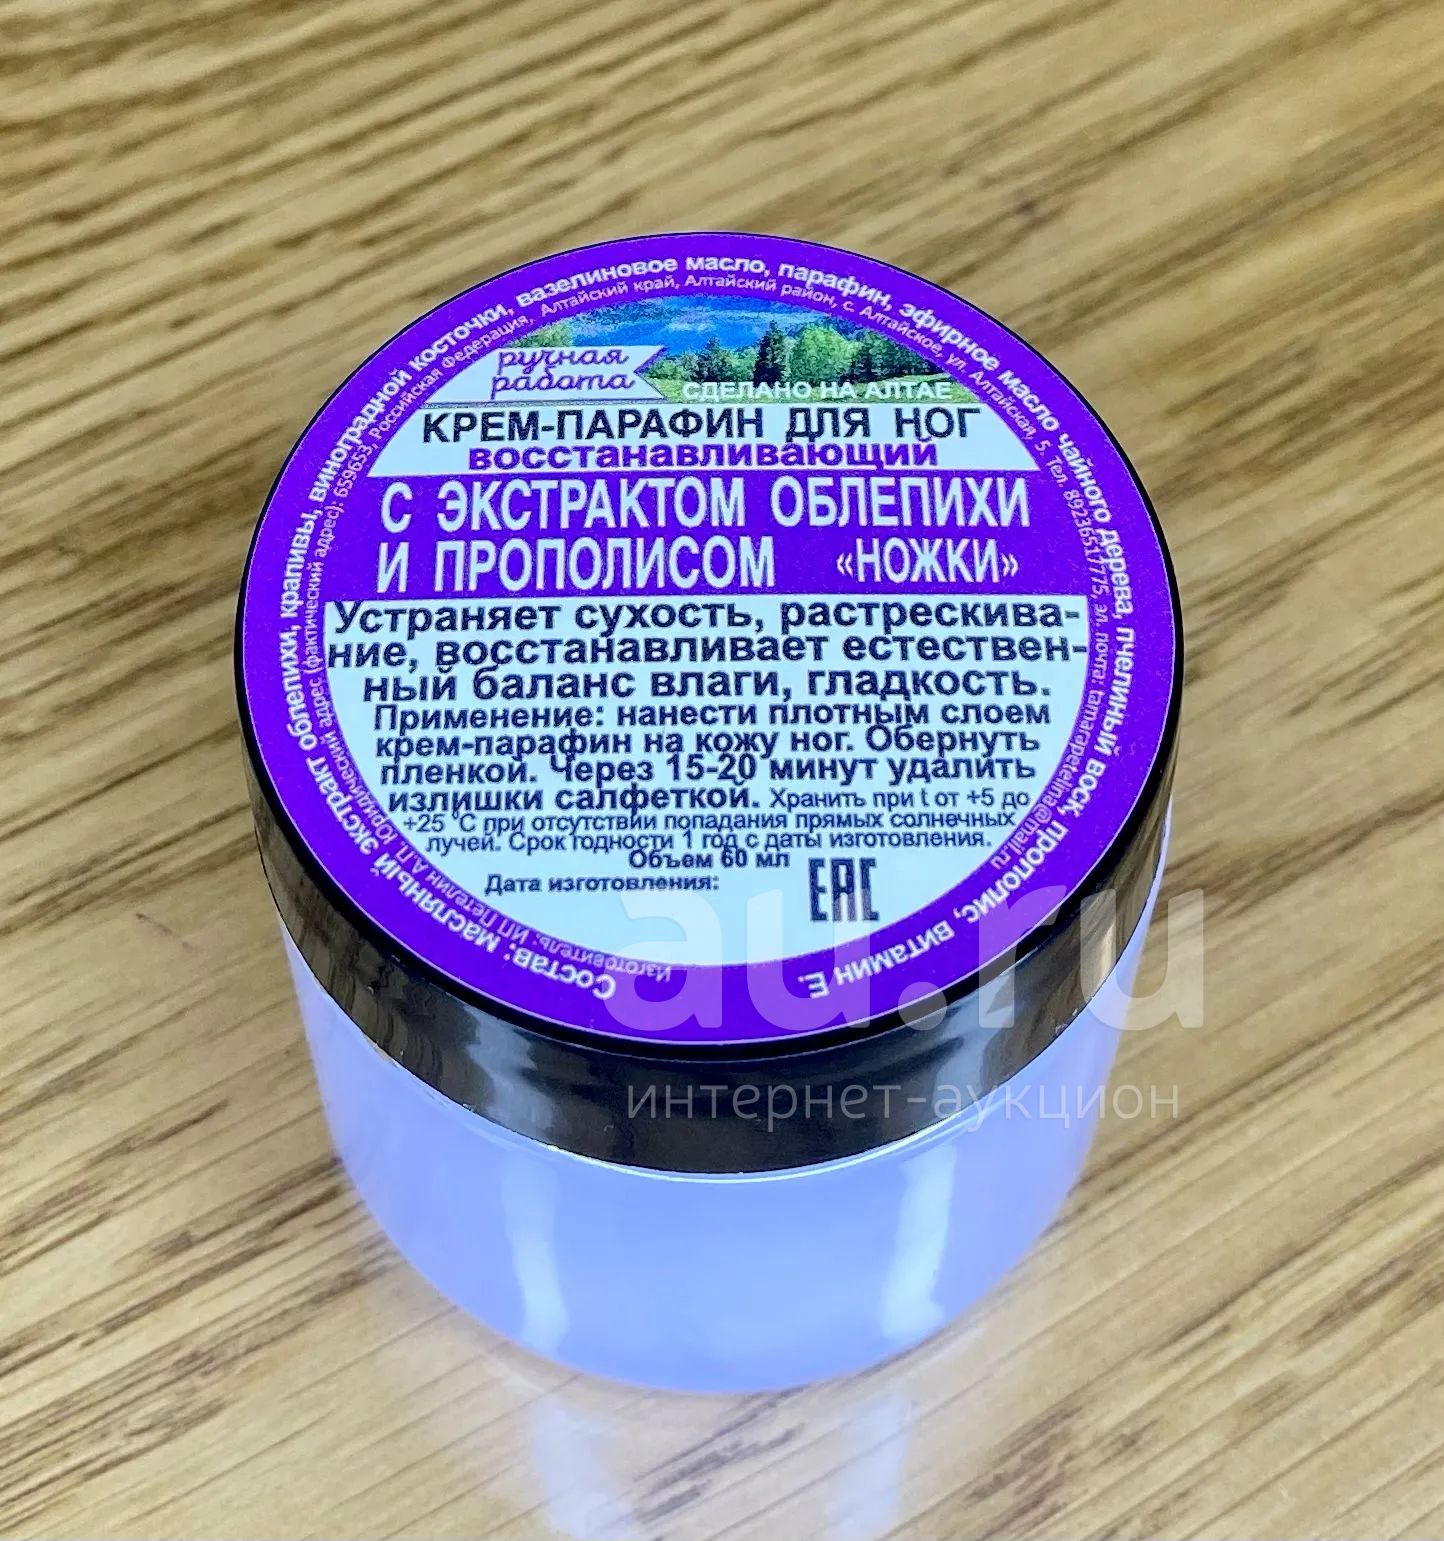 ручная
работа
СДЕЛАНО НА АЛТАЕ
КРЕМ-ПАРАФИН ДЛЯ НОГ
восстанавливающий
С ЭКСТРАКТОМ ОБЛЕПИХИ
И ПРОПОЛИСОМ «НОЖКИ»
Устраняет сухость, растрескива-
ние, восстанавливает естествен-
ный баланс влаги, гладкость.
Применение: нанести плотным слоем
крем-парафин на кожу ног. Обернуть
пленкой. Через 15-20 минут удалить
излишки салфеткой. Хранить при t от +5 до
+25 °С при отсутствии попадания прямых солнечных
лучей. Срок годности 1 год с даты изготовления.
Объем 60 мл
Дата изготовления:
ЕАС
Состав: масляный экстракт облепихи, крапивы, виноградной косточки, вазелиновое масло, парафин, эфирное масло чайного дерева, пчелиный воск, прополис, витамин Е.
Изготовитель: ИП Петелин А.Д. Юридический адрес (фактический адрес): 659653, Российская Федерация, Алтайский край, Алтайский район, с. Алтайское, ул. Алтайская, 5. Тел. 89236517775, эл. почта: tamarapetelina@mail.ru
au.ru
интернет-аукцион